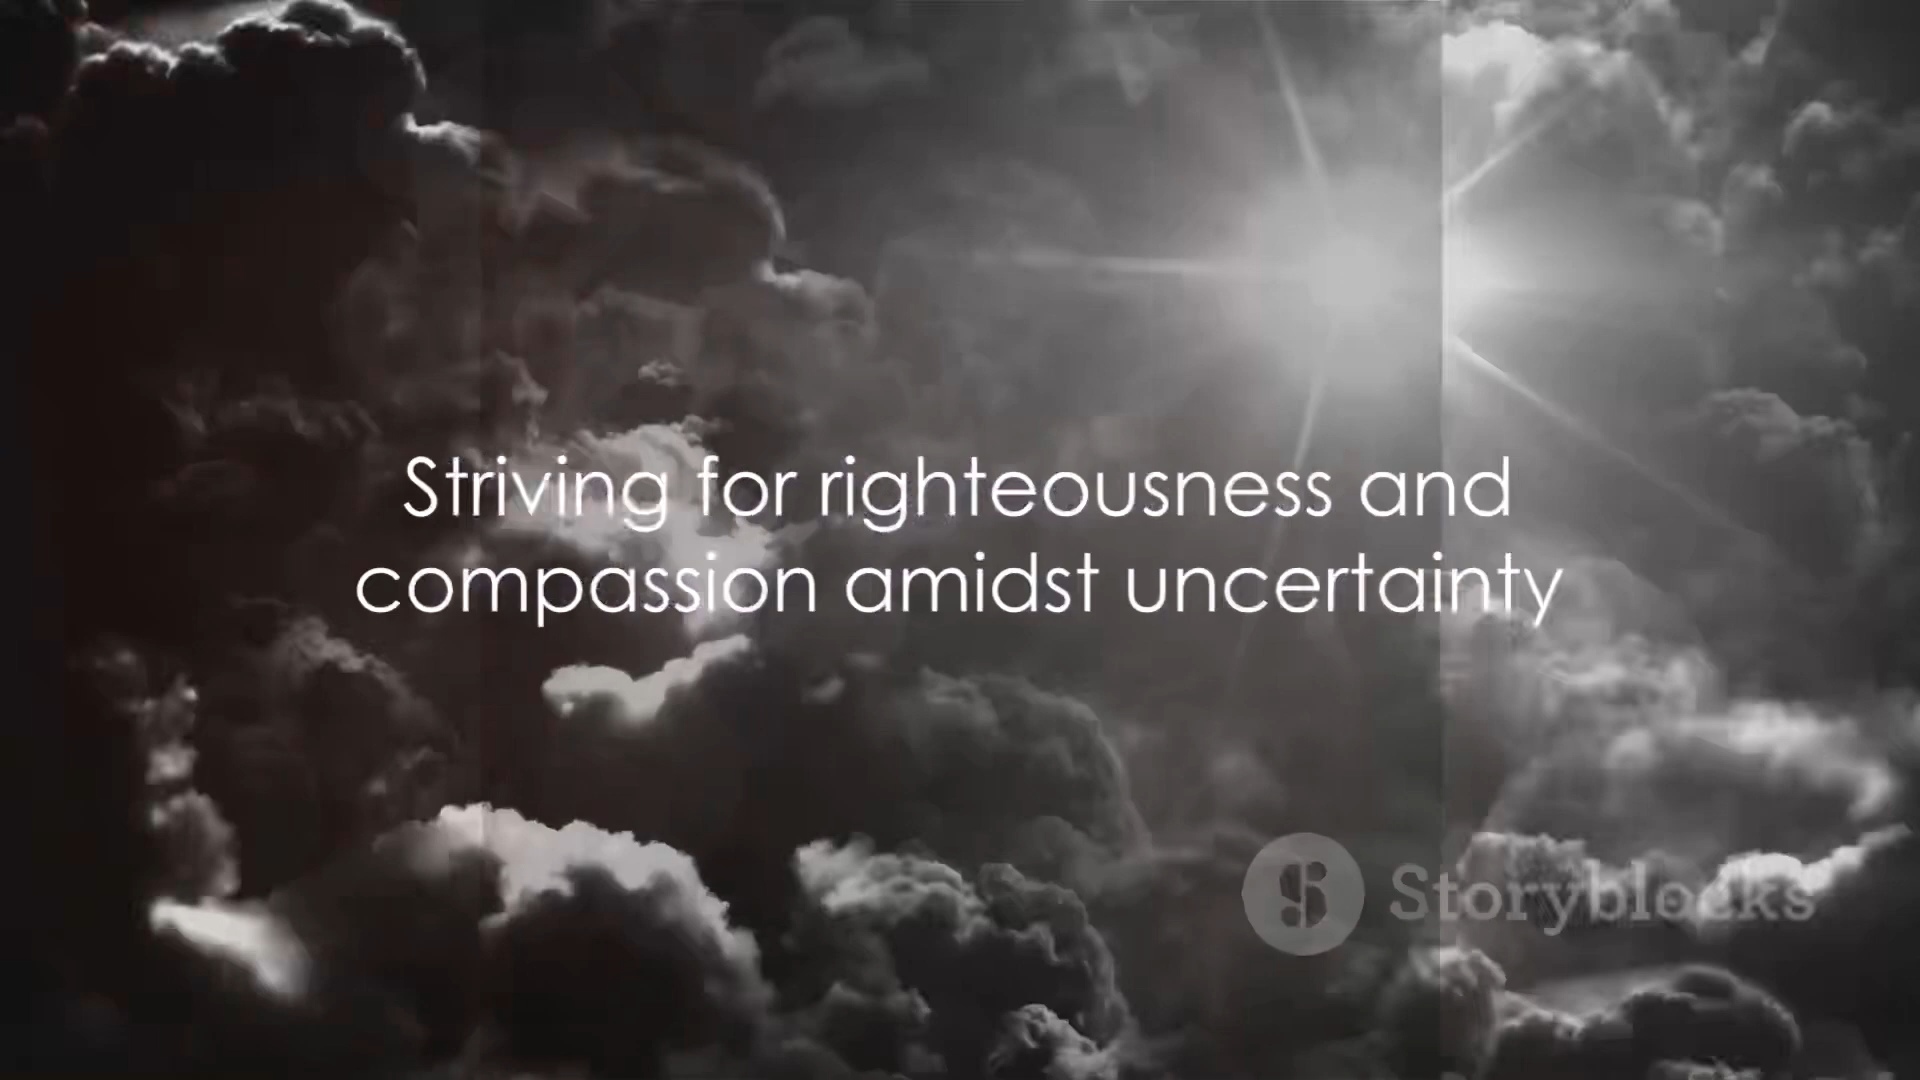 Striving for righteousness and
compassion amidst uncertainty
Storyblocks